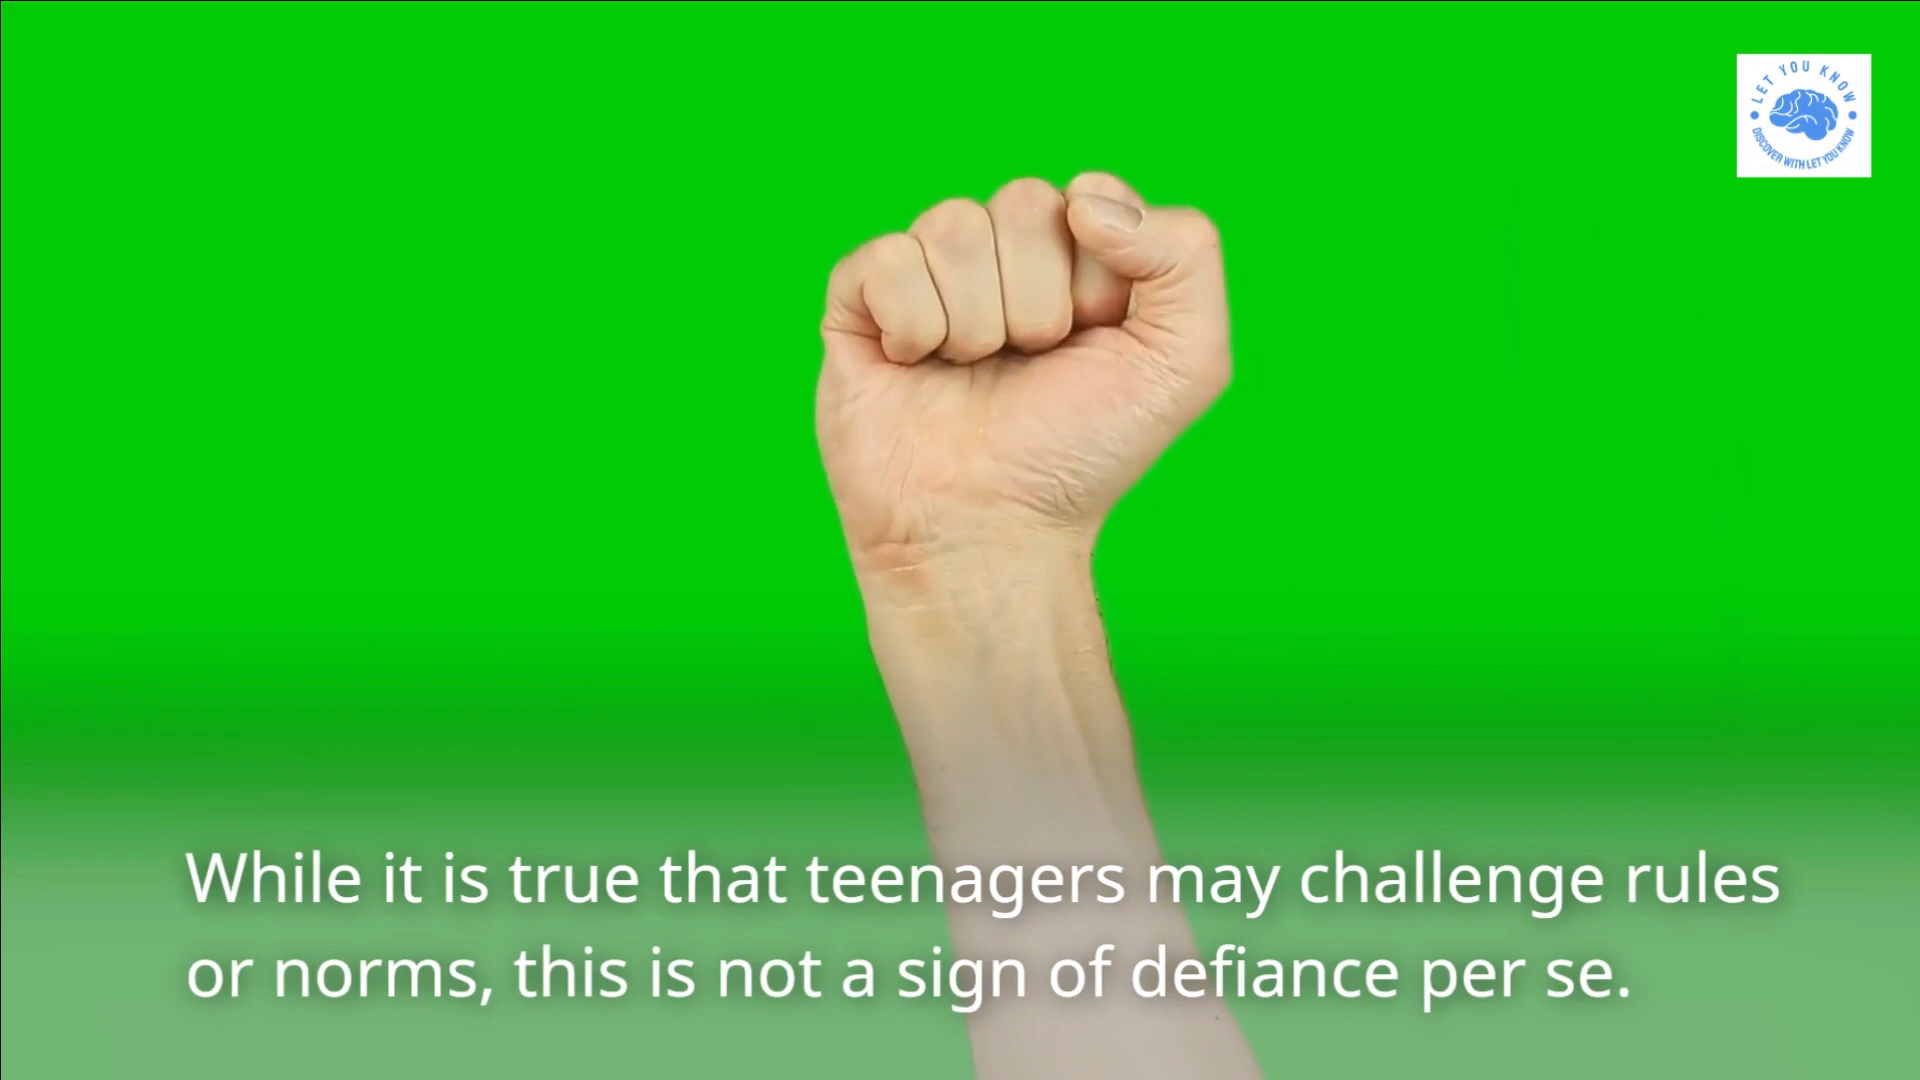 LET YOU KNOW
DISCOVER WITH LET YOU KNOW
While it is true that teenagers may challenge rules
or norms, this is not a sign of defiance per se.